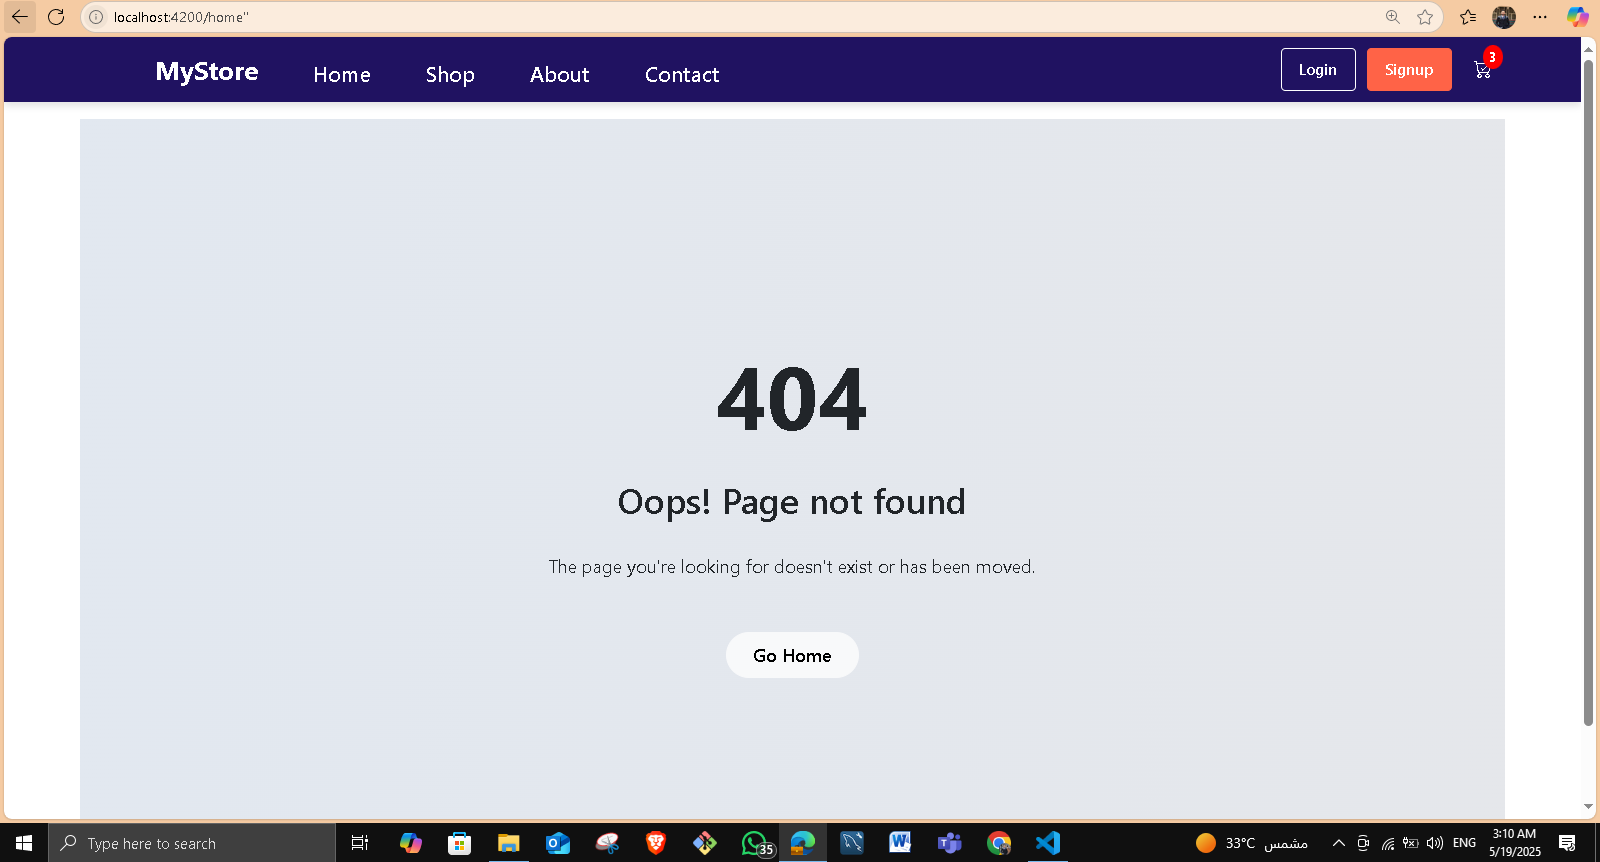 localhost:4200/home"
MyStore Home Shop About Contact Login Signup 3
404
Oops! Page not found
The page you're looking for doesn't exist or has been moved.
Go Home
Type here to search 35 33°C مشمس ENG 3:10 AM
5/19/2025